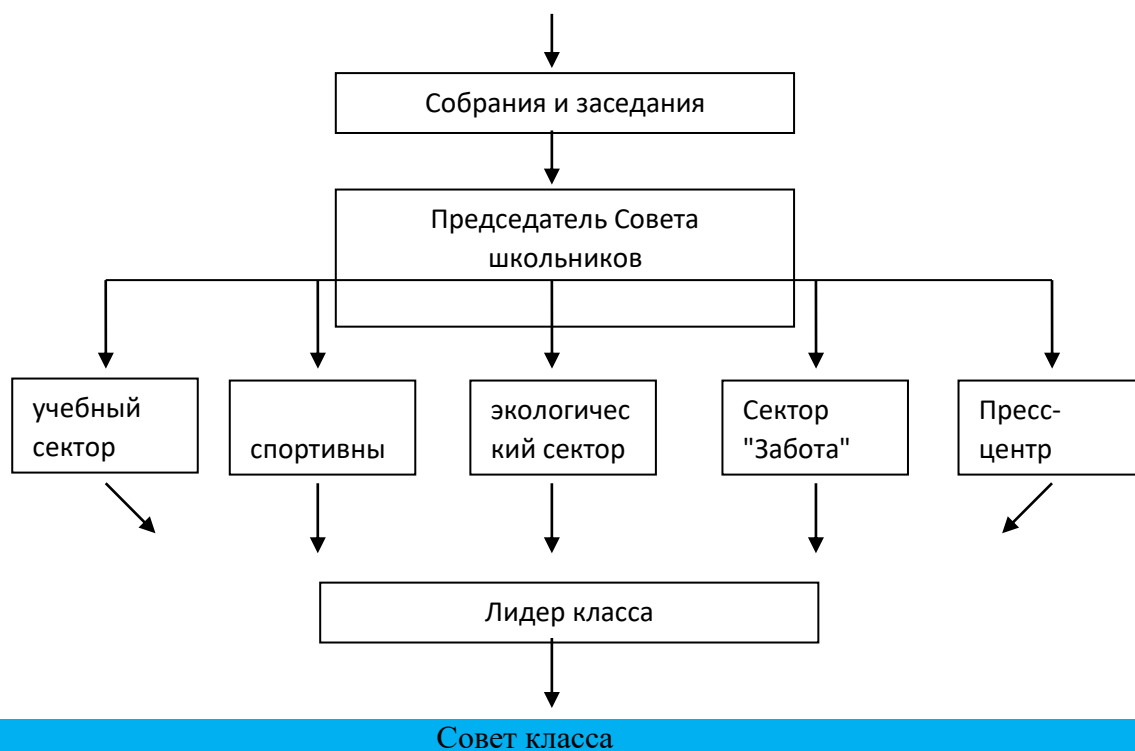 Собрания и заседания
Председатель Совета
школьников
учебный
сектор
спортивны
экологичес
кий сектор
Сектор
"Забота"
Пресс-
центр
Лидер класса
Совет класса